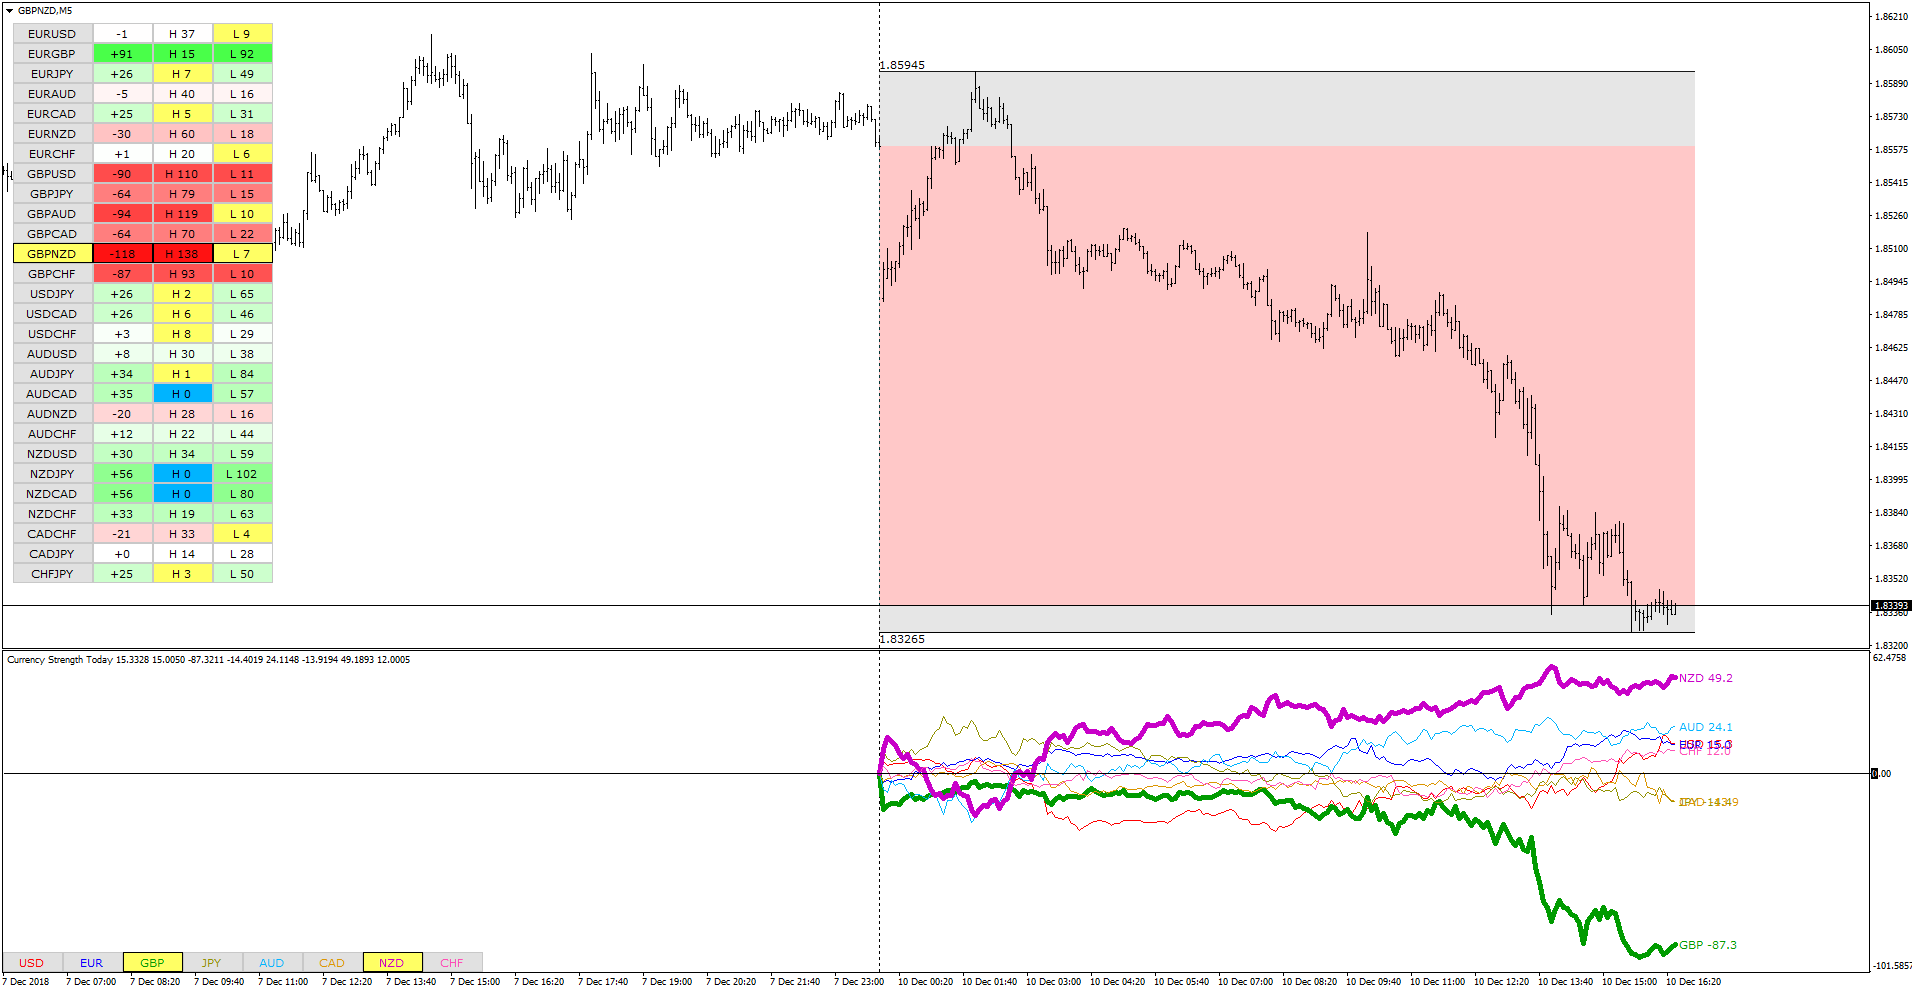 GBPNZD,M5
EURUSD -1 H 37 L 9
EURGBP +91 H 15 L 92
EURJPY +26 H 7 L 49
EURAUD -5 H 40 L 16
EURCAD +25 H 5 L 31
EURNZD -30 H 60 L 18
EURCHF +1 H 20 L 6
GBPUSD -90 H 110 L 11
GBPJPY -64 H 79 L 15
GBPAUD -94 H 119 L 10
GBPCAD -64 H 70 L 22
GBPNZD -118 H 138 L 7
GBPCHF -87 H 93 L 10
USDJPY +26 H 2 L 65
USDCAD +26 H 6 L 46
USDCHF +3 H 8 L 29
AUDUSD +8 H 30 L 38
AUDJPY +34 H 1 L 84
AUDCAD +35 H 0 L 57
AUDNZD -20 H 28 L 16
AUDCHF +12 H 22 L 44
NZDUSD +30 H 34 L 59
NZDJPY +56 H 0 L 102
NZDCAD +56 H 0 L 80
NZDCHF +33 H 19 L 63
CADCHF -21 H 33 L 4
CADJPY +0 H 14 L 28
CHFJPY +25 H 3 L 50
1.85945
1.83265
1.86210
1.86050
1.85890
1.85730
1.85575
1.85415
1.85260
1.85100
1.84945
1.84785
1.84625
1.84470
1.84310
1.84155
1.83995
1.83840
1.83680
1.83520
1.83393
1.83360
1.83200
Currency Strength Today 15.3328 15.0050 -87.3211 -14.4019 24.1148 -13.9194 49.1893 12.0005
62.4758
NZD 49.2
AUD 24.1
CHF 12.0
0.00
GBP -87.3
-101.5857
USD EUR GBP JPY AUD CAD NZD CHF
7 Dec 2018 7 Dec 07:00 7 Dec 08:20 7 Dec 09:40 7 Dec 11:00 7 Dec 12:20 7 Dec 13:40 7 Dec 15:00 7 Dec 16:20 7 Dec 17:40 7 Dec 19:00 7 Dec 20:20 7 Dec 21:40 7 Dec 23:00 10 Dec 00:20 10 Dec 01:40 10 Dec 03:00 10 Dec 04:20 10 Dec 05:40 10 Dec 07:00 10 Dec 08:20 10 Dec 09:40 10 Dec 11:00 10 Dec 12:20 10 Dec 13:40 10 Dec 15:00 10 Dec 16:20